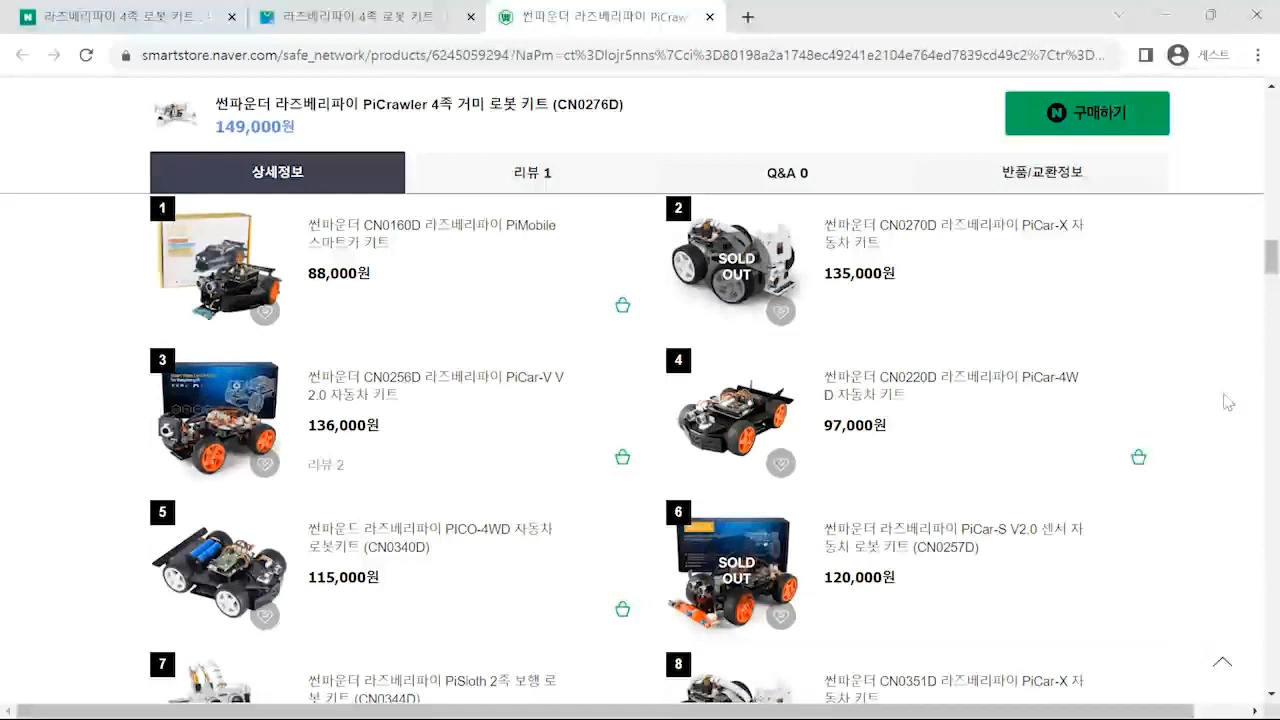 라즈베리파이 4족 로봇 키트
라즈베리파이 4족 로봇 키트
썬파운더 라즈베리파이 PiCraw
smartstore.naver.com/safe_network/products/6245059294?NaPm=ct%3Dlojr5nns%7Cci%3D80198a2a1748ec49241e2104e764ed7839cd49c2%7Ctr%3D...
게스트
썬파운더 라즈베리파이 PiCrawler 4족 거미 로봇 키트 (CN0276D)
149,000원
N 구매하기
상세정보
리뷰 1
Q&A 0
반품/교환정보
1
썬파운더 CN0160D 라즈베리파이 PiMobile
스마트카 키트
88,000원
2
SOLD
OUT
썬파운더 CN0270D 라즈베리파이 PiCar-X 자
동차 키트
135,000원
3
썬파운더 CN0256D 라즈베리파이 PiCar-V V
2.0 자동차 키트
136,000원
리뷰 2
4
썬파운더 CN0220D 라즈베리파이 PiCar-4W
D 자동차 키트
97,000원
5
썬파운드 라즈베리파이 PICO-4WD 자동차
로봇키트 (CN0340D)
115,000원
6
SOLD
OUT
썬파운더 라즈베리파이 PiCar-S V2.0 센서 자
동차 로봇 키트 (CN0257D)
120,000원
7
썬파운더 라즈베리파이 PiSloth 2족 보행 로
봇 키트 (CN0344D)
8
썬파운더 CN0351D 라즈베리파이 PiCar-X 자
동차 키트